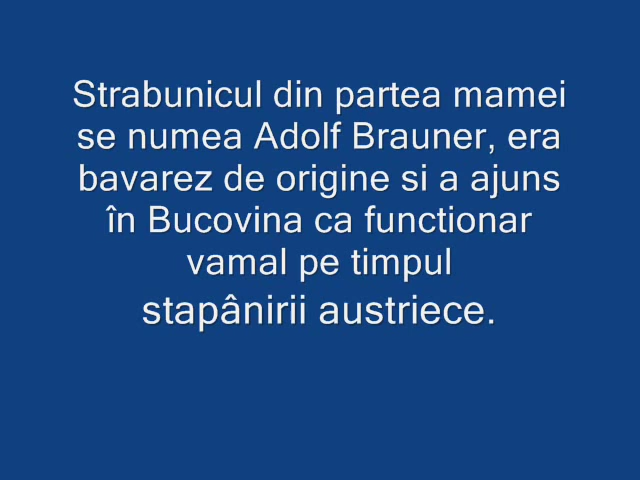 Strabunicul din partea mamei
se numea Adolf Brauner, era
bavarez de origine si a ajuns
în Bucovina ca functionar
vamal pe timpul
stapânirii austriece.